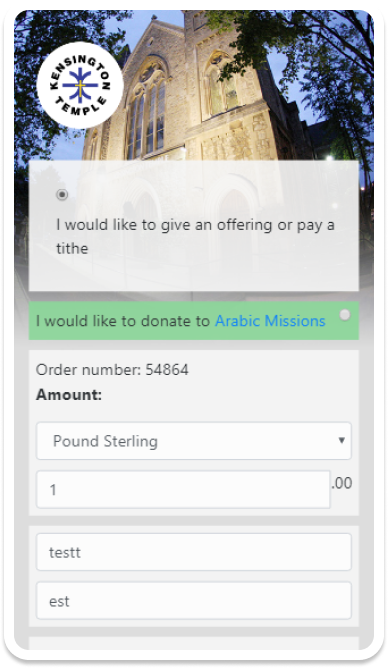 KENSINGTON
TEMPLE
I would like to give an offering or pay a
tithe
I would like to donate to Arabic Missions
Order number: 54864
Amount:
Pound Sterling
1
.00
testt
est